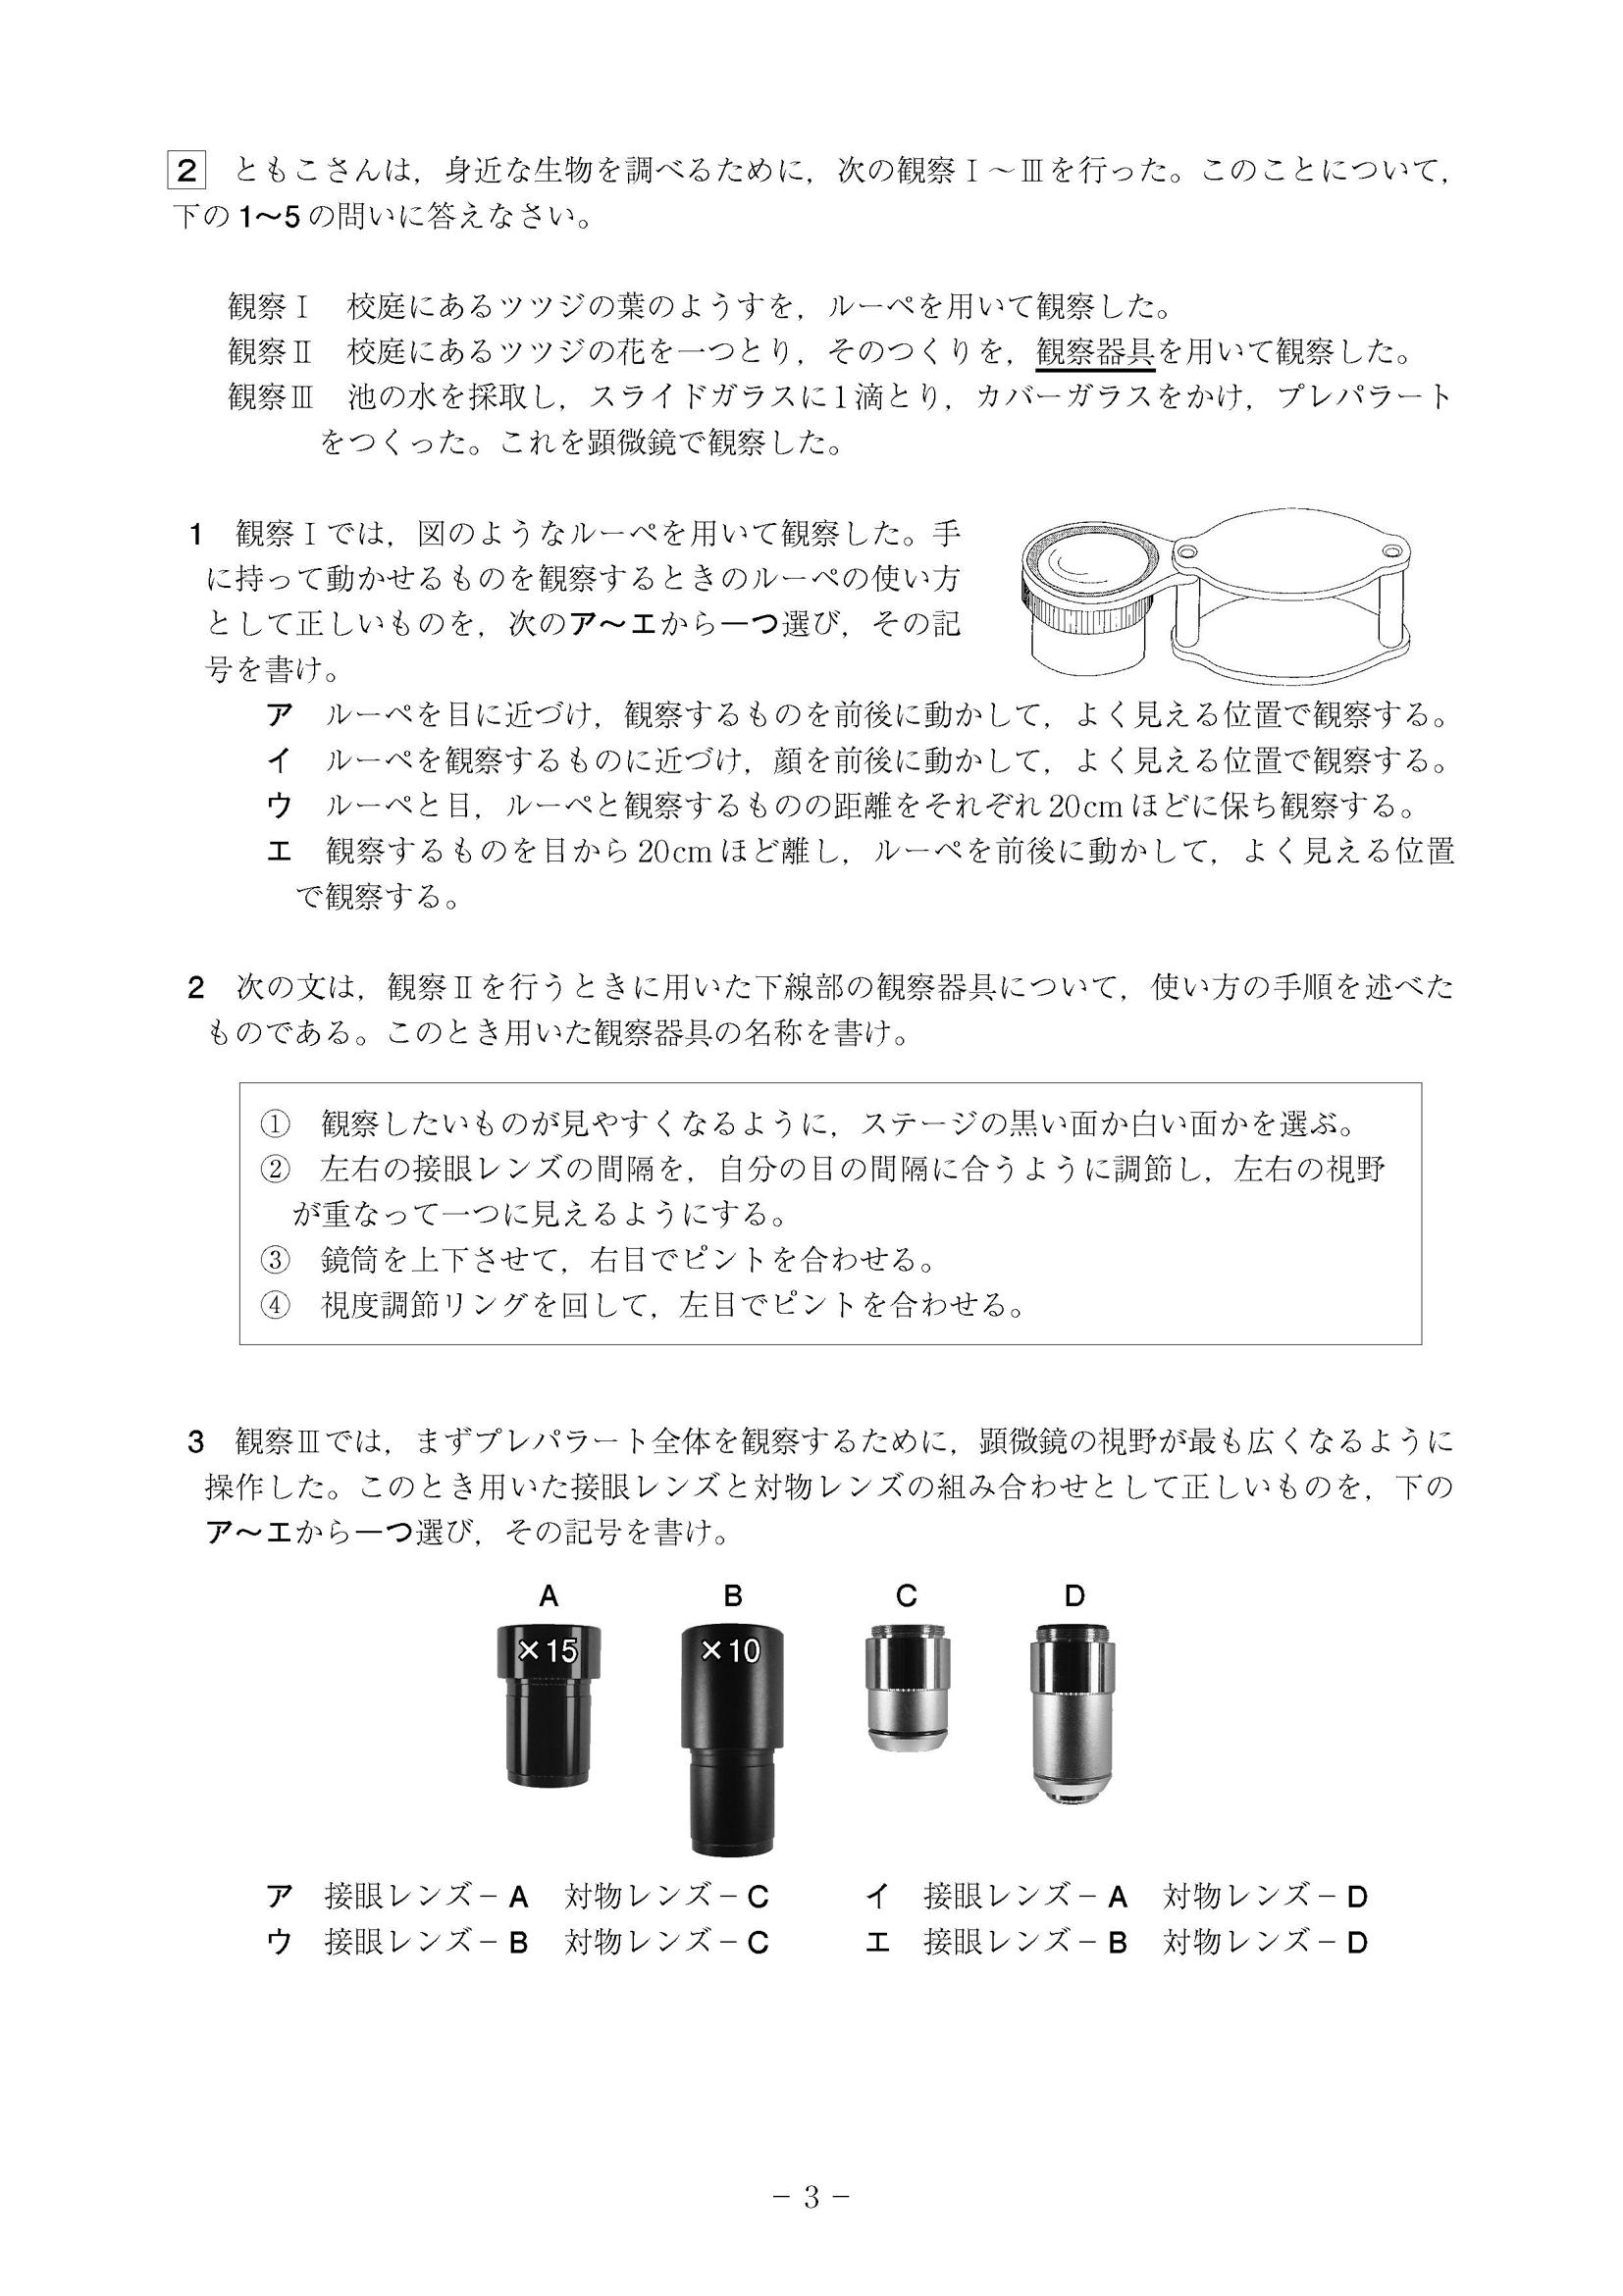 2 ともこさんは，身近な生物を調べるために，次の観察Ⅰ～Ⅲを行った。このことについて，
下の1～5の問いに答えなさい。
観察Ⅰ 校庭にあるツツジの葉のようすを，ルーペを用いて観察した。
観察Ⅱ 校庭にあるツツジの花を一つとり，そのつくりを，観察器具を用いて観察した。
観察Ⅲ 池の水を採取し，スライドガラスに1滴とり，カバーガラスをかけ，プレパラート
をつくった。これを顕微鏡で観察した。
1 観察Ⅰでは，図のようなルーペを用いて観察した。手
に持って動かせるものを観察するときのルーペの使い方
として正しいものを，次のア～エから一つ選び，その記
号を書け。
ア ルーペを目に近づけ，観察するものを前後に動かして，よく見える位置で観察する。
イ ルーペを観察するものに近づけ，顔を前後に動かして，よく見える位置で観察する。
ウ ルーペと目，ルーペと観察するものの距離をそれぞれ20cmほどに保ち観察する。
エ 観察するものを目から20cmほど離し，ルーペを前後に動かして，よく見える位置
で観察する。
2 次の文は，観察Ⅱを行うときに用いた下線部の観察器具について，使い方の手順を述べた
ものである。このとき用いた観察器具の名称を書け。
① 観察したいものが見やすくなるように，ステージの黒い面か白い面かを選ぶ。
② 左右の接眼レンズの間隔を，自分の目の間隔に合うように調節し，左右の視野
が重なって一つに見えるようにする。
③ 鏡筒を上下させて，右目でピントを合わせる。
④ 視度調節リングを回して，左目でピントを合わせる。
3 観察Ⅲでは，まずプレパラート全体を観察するために，顕微鏡の視野が最も広くなるように
操作した。このとき用いた接眼レンズと対物レンズの組み合わせとして正しいものを，下の
ア～エから一つ選び，その記号を書け。
A B C D
×15 ×10
ア 接眼レンズ－A 対物レンズ－C イ 接眼レンズ－A 対物レンズ－D
ウ 接眼レンズ－B 対物レンズ－C エ 接眼レンズ－B 対物レンズ－D
－ 3 －